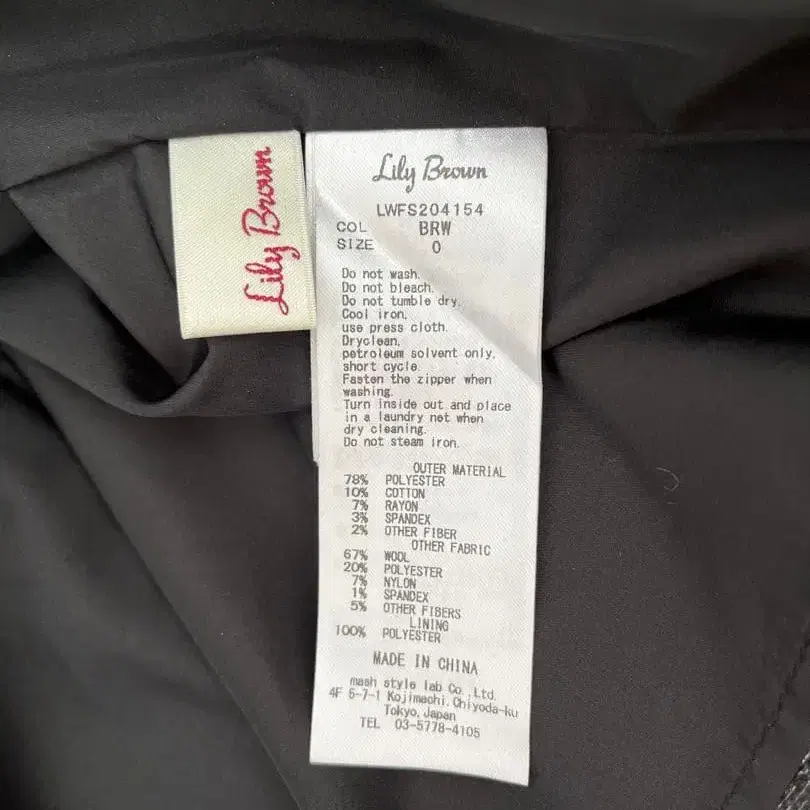 Lily Brown
Lily Brown
LWFS204154
COL BRW
SIZE 0
Do not wash.
Do not bleach.
Do not tumble dry.
Cool iron.
use press cloth.
Dryclean.
petroleum solvent only.
short cycle.
Fasten the zipper when
washing.
Turn inside out and place
in a laundry net when
dry cleaning.
Do not steam iron.
OUTER MATERIAL
78% POLYESTER
10% COTTON
7% RAYON
3% SPANDEX
2% OTHER FIBER
OTHER FABRIC
67% WOOL
20% POLYESTER
7% NYLON
1% SPANDEX
5% OTHER FIBERS
LINING
100% POLYESTER
MADE IN CHINA
mash style lab Co.,Ltd.
4F 5-7-1 Kojimachi,Chiyoda-ku
Tokyo,Japan
TEL 03-5778-4105